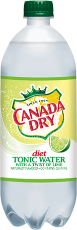 CANADA
DRY
diet
TONIC WATER
WITH A TWIST OF LIME